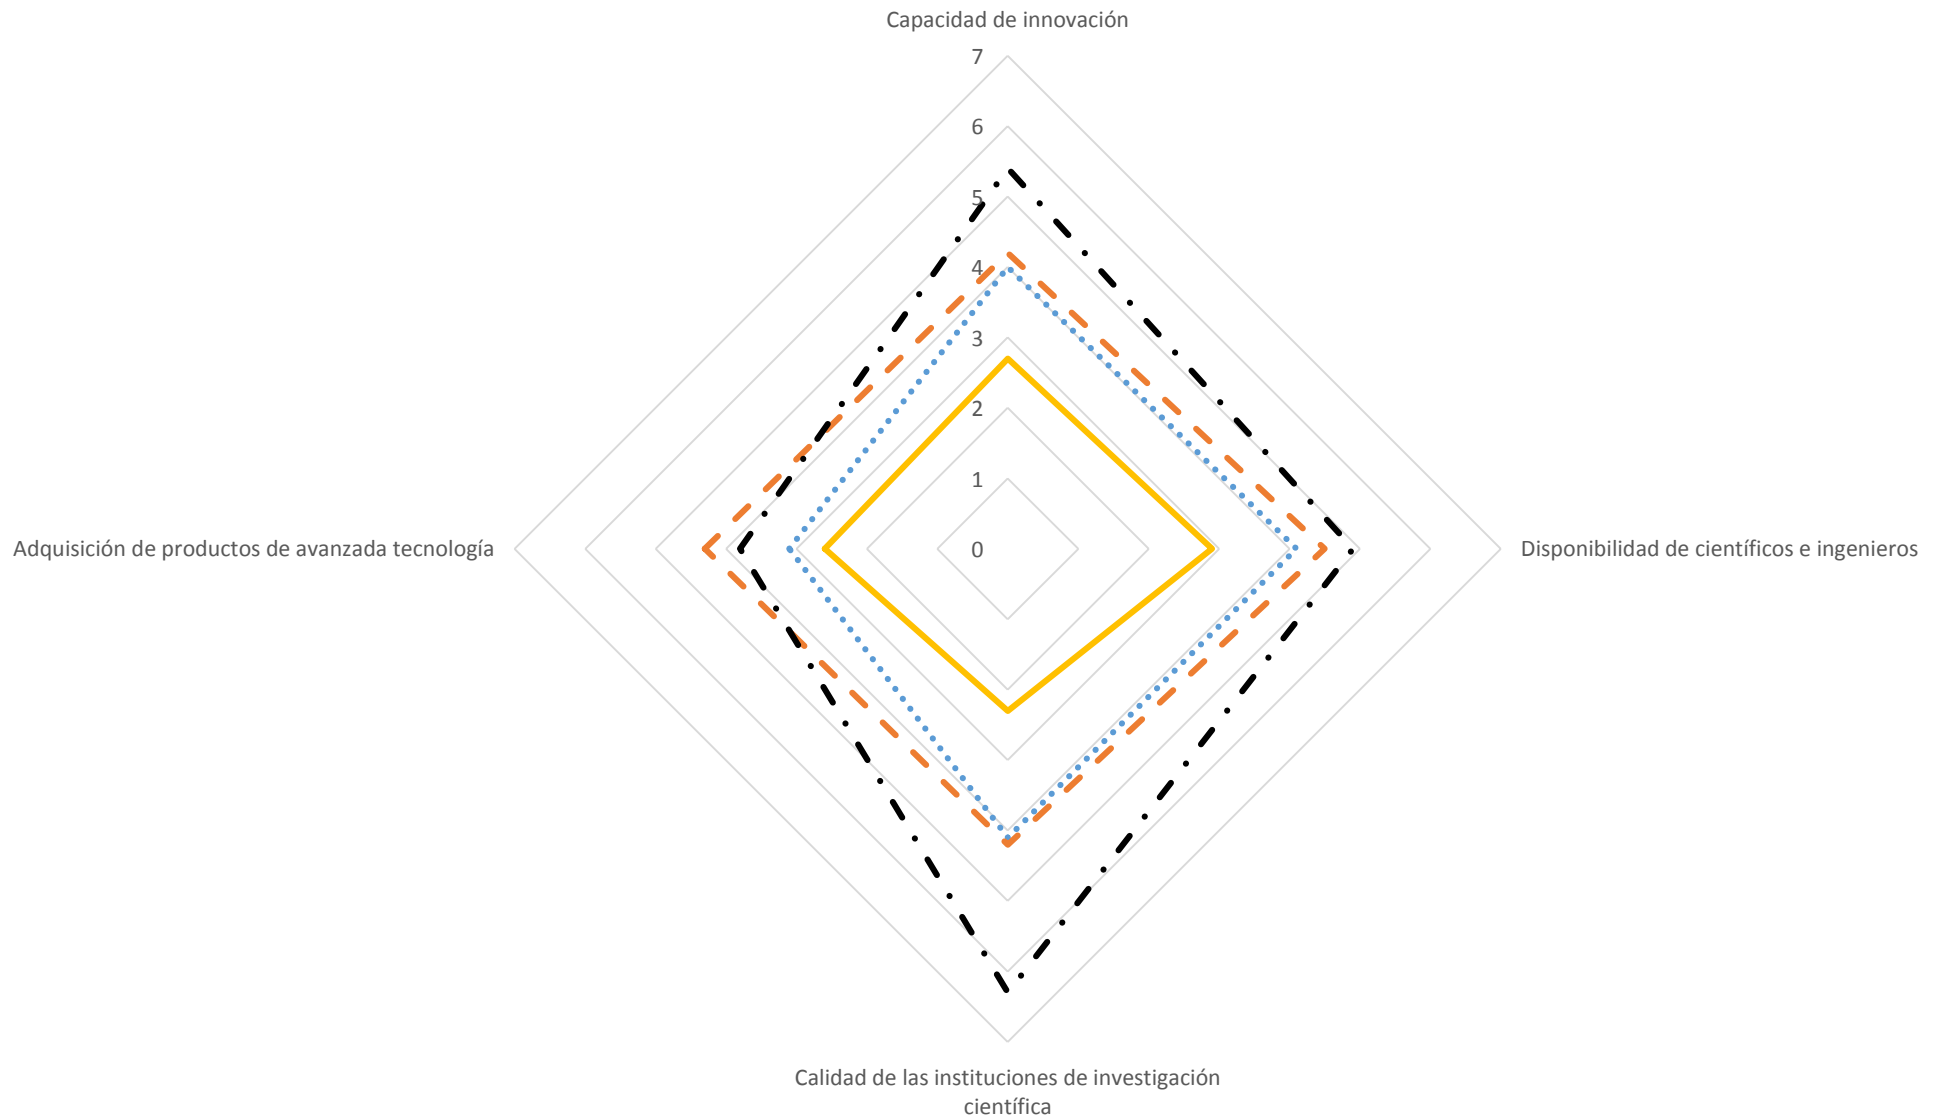 Capacidad de innovación
7
6
5
4
3
2
1
0
Adquisición de productos de avanzada tecnología
Disponibilidad de científicos e ingenieros
Calidad de las instituciones de investigación
científica